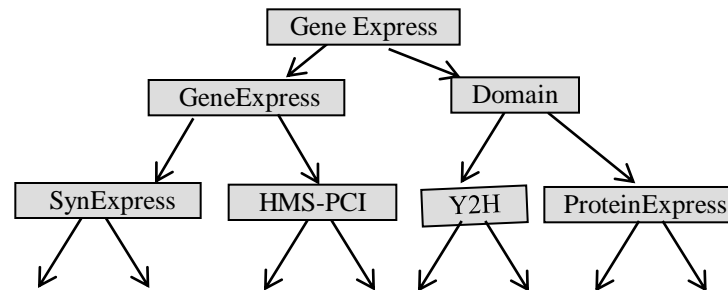 Gene Express
GeneExpress
Domain
SynExpress
HMS-PCI
Y2H
ProteinExpress